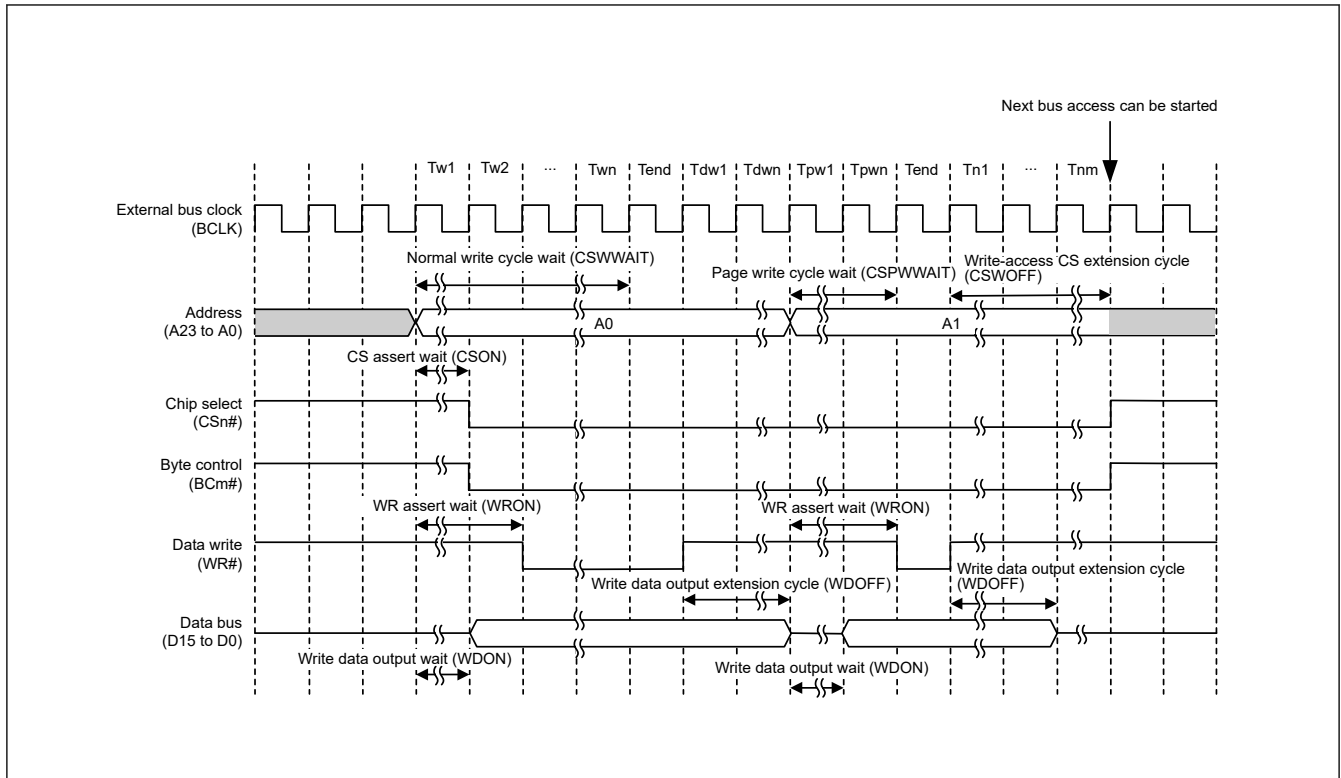 Next bus access can be started
Tw1 Tw2 ... Twn Tend Tdw1 Tdwn Tpw1 Tpwn Tend Tn1 ... Tnm
External bus clock
(BCLK)
Normal write cycle wait (CSWWAIT)
Page write cycle wait (CSPWWAIT)
Write-access CS extension cycle
(CSWOFF)
Address
(A23 to A0)
A0
A1
CS assert wait (CSON)
Chip select
(CSn#)
Byte control
(BCm#)
WR assert wait (WRON)
WR assert wait (WRON)
Data write
(WR#)
Write data output extension cycle (WDOFF)
Write data output extension cycle
(WDOFF)
Data bus
(D15 to D0)
Write data output wait (WDON)
Write data output wait (WDON)